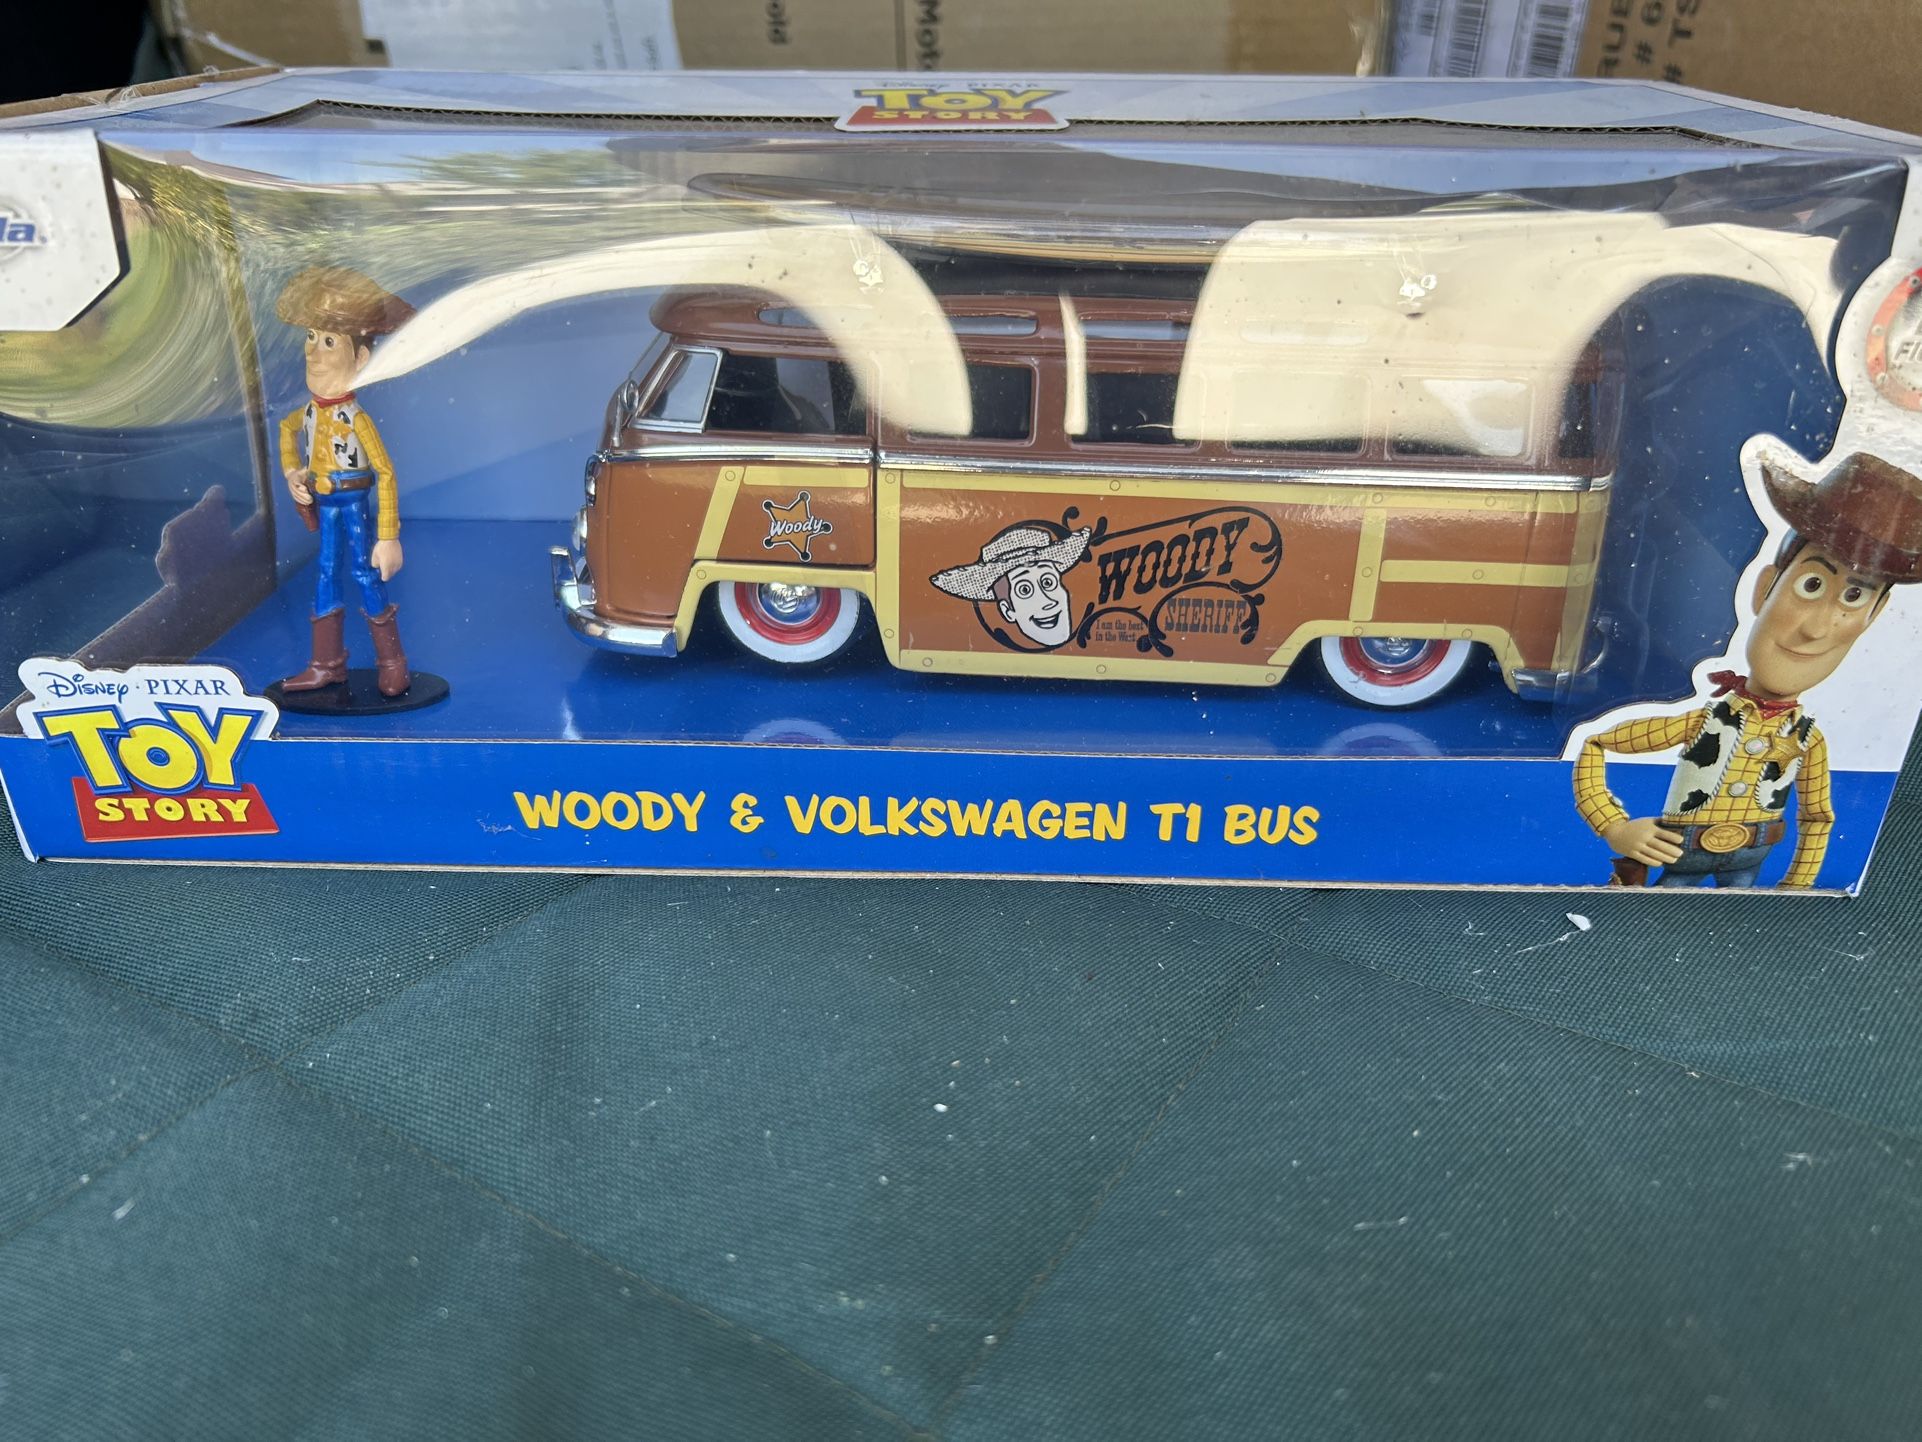 Disney · PIXAR
TOY
STORY
la.
Woody
WOODY
SHERIFF
I am the best
in the West.
Disney · PIXAR
TOY
STORY
WOODY & VOLKSWAGEN T1 BUS